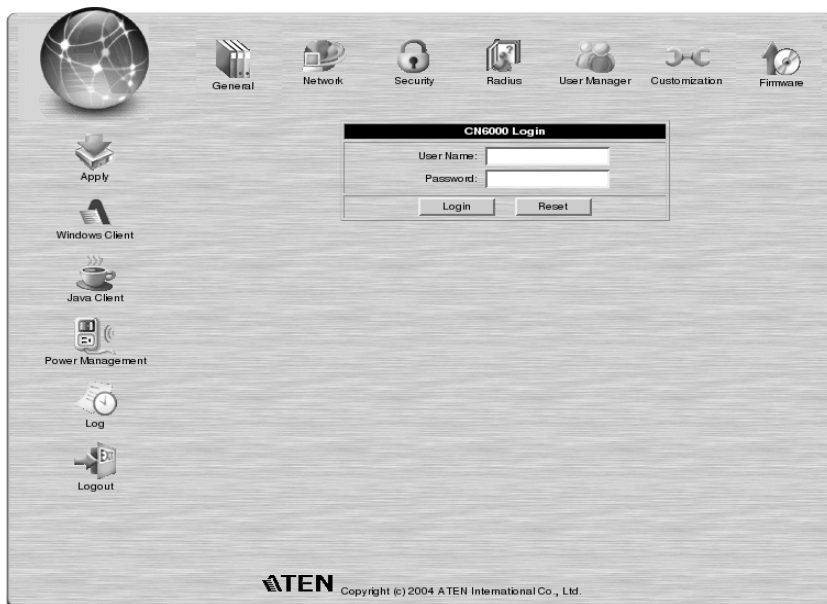 General
Network
Security
Radius
User Manager
Customization
Firmware
CN6000 Login
User Name:
Password:
Login
Reset
Apply
Windows Client
Java Client
Power Management
Log
Logout
ATEN
Copyright (c) 2004 ATEN International Co., Ltd.